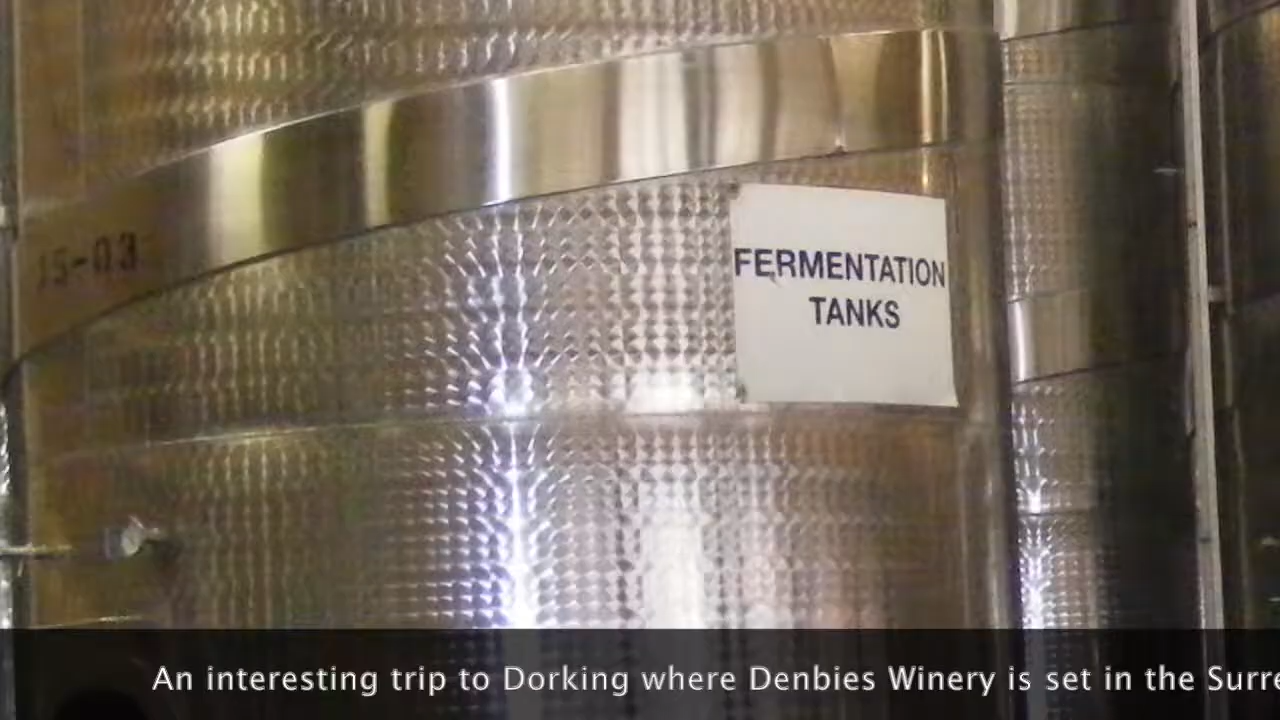 15-03
FERMENTATION
TANKS
An interesting trip to Dorking where Denbies Winery is set in the Surre